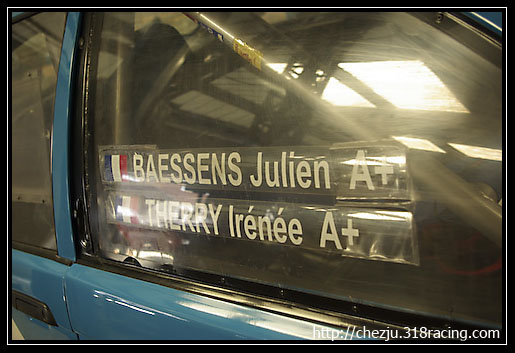 BAESSENS Julien A+
THERRY Irénée A+
http://chezju.318racing.com/